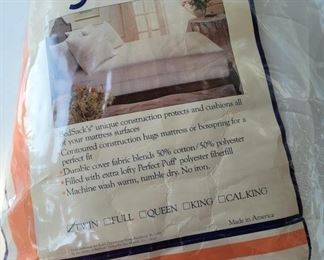 BedSack's® unique construction protects and cushions all
of your mattress surfaces
• Contoured construction hugs mattress or boxspring for a
perfect fit
• Durable cover fabric blends 50% cotton/50% polyester
• Filled with extra lofty Perfect Puff® polyester fiberfill
• Machine wash warm, tumble dry. No iron.
☑TWIN ☐FULL ☐QUEEN ☐KING ☐CAL KING
Made in America